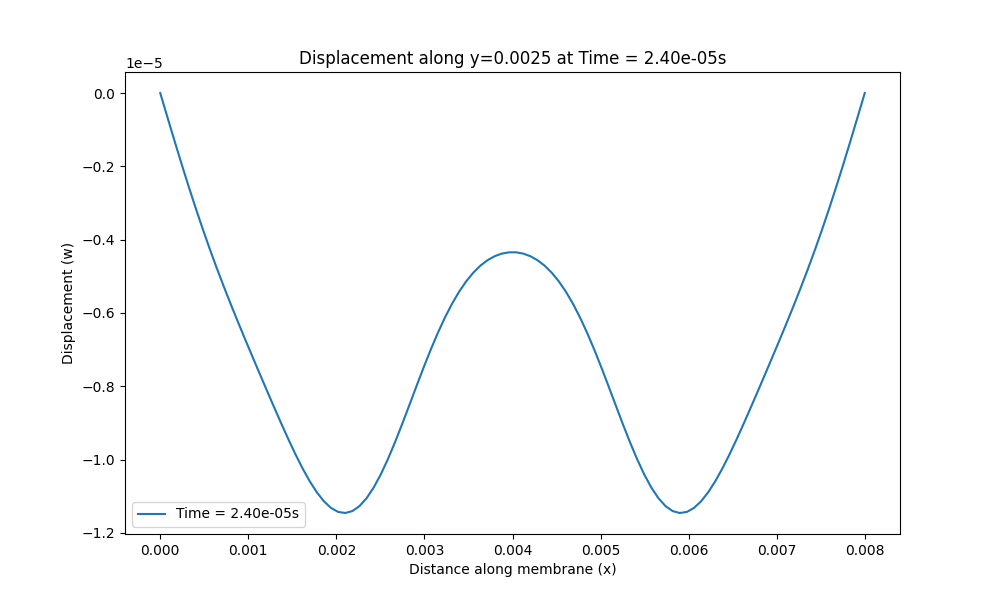 Displacement along y=0.0025 at Time = 2.40e-05s
1e−5
0.0
−0.2
−0.4
−0.6
−0.8
−1.0
−1.2
Displacement (w)
Time = 2.40e-05s
0.000 0.001 0.002 0.003 0.004 0.005 0.006 0.007 0.008
Distance along membrane (x)